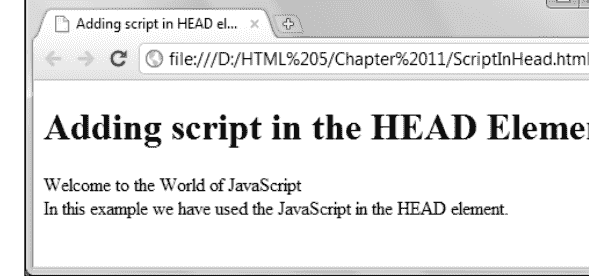 Adding script in HEAD el...
file:///D:/HTML%205/Chapter%2011/ScriptInHead.html
Adding script in the HEAD
Welcome to the World of JavaScript
In this example we have used the JavaScript in the HEAD element.